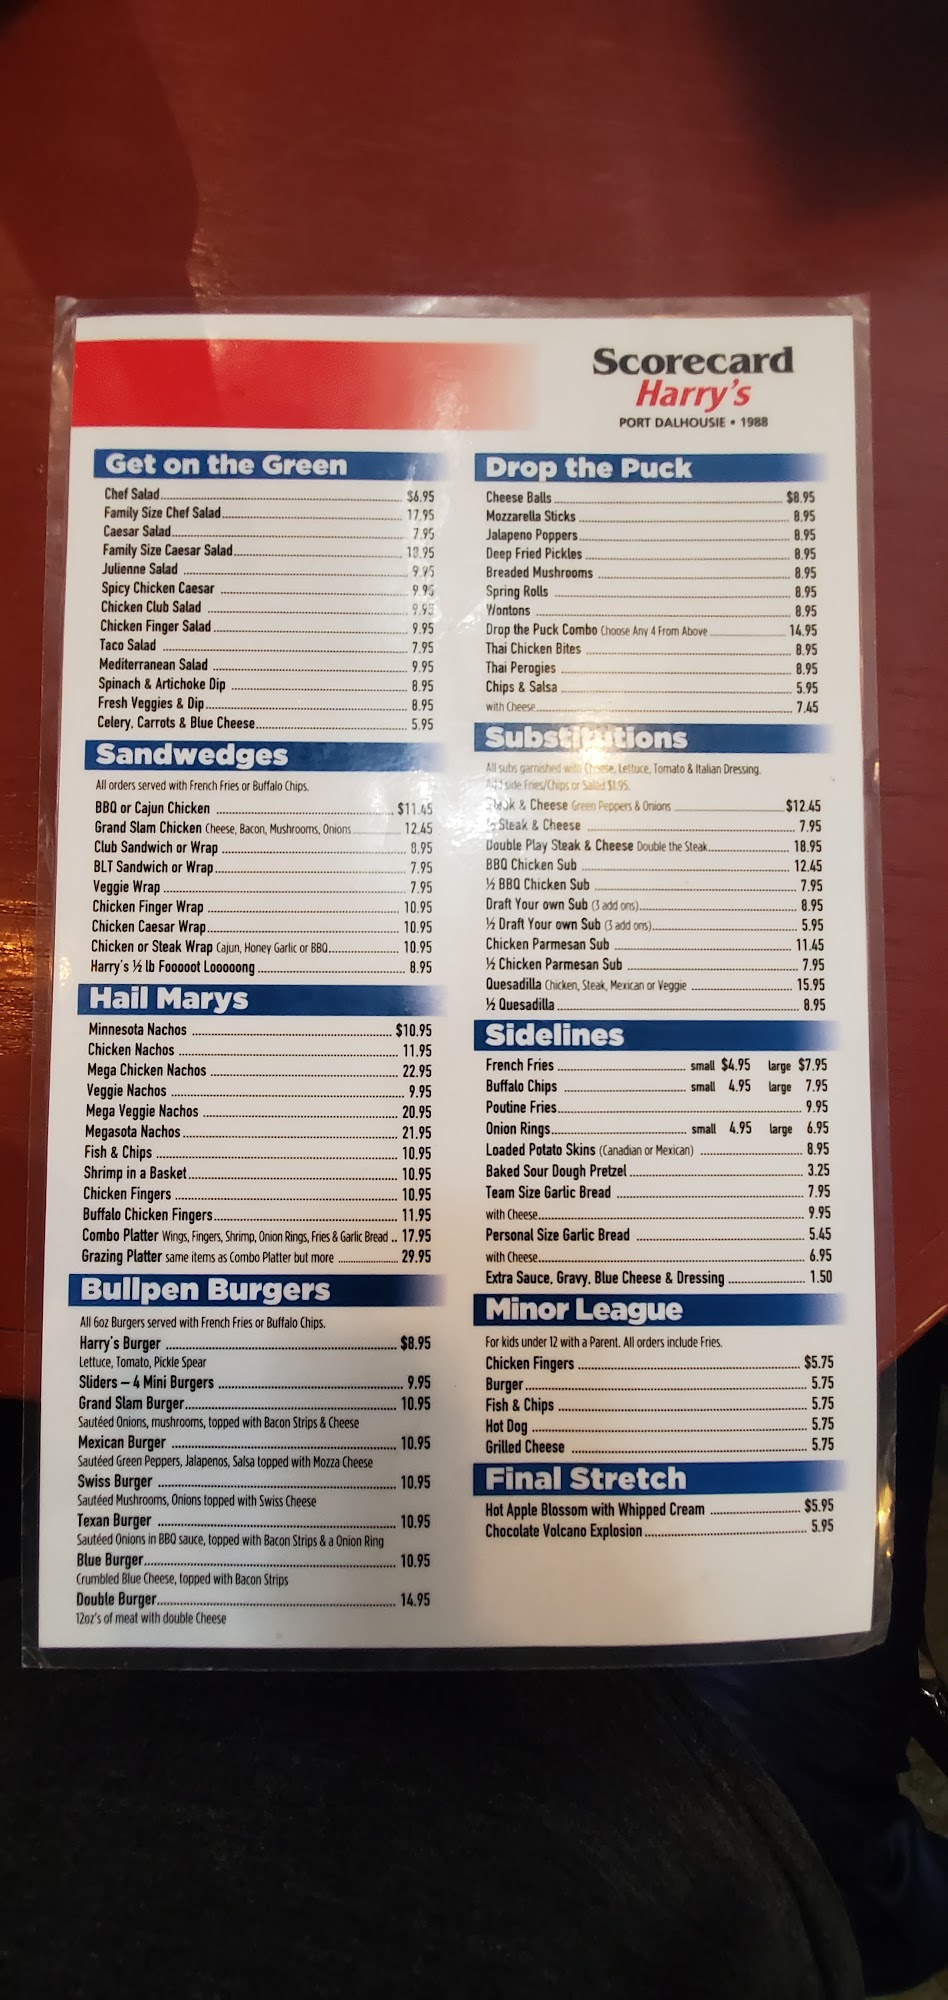 Scorecard
Harry's
PORT DALHOUSIE • 1988
Get on the Green
Chef Salad $6.95
Family Size Chef Salad 17.95
Caesar Salad 7.95
Family Size Caesar Salad 18.95
Julienne Salad 9.95
Spicy Chicken Caesar 9.95
Chicken Club Salad 9.95
Chicken Finger Salad 9.95
Taco Salad 7.95
Mediterranean Salad 9.95
Spinach & Artichoke Dip 8.95
Fresh Veggies & Dip 8.95
Celery, Carrots & Blue Cheese 5.95
Sandwedges
All orders served with French Fries or Buffalo Chips.
BBQ or Cajun Chicken $11.45
Grand Slam Chicken Cheese, Bacon, Mushrooms, Onions 12.45
Club Sandwich or Wrap 8.95
BLT Sandwich or Wrap 7.95
Veggie Wrap 7.95
Chicken Finger Wrap 10.95
Chicken Caesar Wrap 10.95
Chicken or Steak Wrap Cajun, Honey Garlic or BBQ 10.95
Harry's ½ lb Fooooot Looooong 8.95
Hail Marys
Minnesota Nachos $10.95
Chicken Nachos 11.95
Mega Chicken Nachos 22.95
Veggie Nachos 9.95
Mega Veggie Nachos 20.95
Megasota Nachos 21.95
Fish & Chips 10.95
Shrimp in a Basket 10.95
Chicken Fingers 10.95
Buffalo Chicken Fingers 11.95
Combo Platter Wings, Fingers, Shrimp, Onion Rings, Fries & Garlic Bread 17.95
Grazing Platter same items as Combo Platter but more 29.95
Bullpen Burgers
All 6oz Burgers served with French Fries or Buffalo Chips.
Harry's Burger $8.95
Lettuce, Tomato, Pickle Spear
Sliders – 4 Mini Burgers 9.95
Grand Slam Burger 10.95
Sautéed Onions, mushrooms, topped with Bacon Strips & Cheese
Mexican Burger 10.95
Sautéed Green Peppers, Jalapenos, Salsa topped with Mozza Cheese
Swiss Burger 10.95
Sautéed Mushrooms, Onions topped with Swiss Cheese
Texan Burger 10.95
Sautéed Onions in BBQ sauce, topped with Bacon Strips & a Onion Ring
Blue Burger 10.95
Crumbled Blue Cheese, topped with Bacon Strips
Double Burger 14.95
12oz's of meat with double Cheese
Drop the Puck
Cheese Balls $8.95
Mozzarella Sticks 8.95
Jalapeno Poppers 8.95
Deep Fried Pickles 8.95
Breaded Mushrooms 8.95
Spring Rolls 8.95
Wontons 8.95
Drop the Puck Combo Choose Any 4 From Above 14.95
Thai Chicken Bites 8.95
Thai Perogies 8.95
Chips & Salsa 5.95
with Cheese 7.45
Substitutions
All subs garnished with Cheese, Lettuce, Tomato & Italian Dressing.
Add side Fries/Chips or Salad $1.95.
Steak & Cheese Green Peppers & Onions $12.45
½ Steak & Cheese 7.95
Double Play Steak & Cheese Double the Steak 18.95
BBQ Chicken Sub 12.45
½ BBQ Chicken Sub 7.95
Draft Your own Sub (3 add ons) 8.95
½ Draft Your own Sub (3 add ons) 5.95
Chicken Parmesan Sub 11.45
½ Chicken Parmesan Sub 7.95
Quesadilla Chicken, Steak, Mexican or Veggie 15.95
½ Quesadilla 8.95
Sidelines
French Fries small $4.95 large $7.95
Buffalo Chips small 4.95 large 7.95
Poutine Fries 9.95
Onion Rings small 4.95 large 6.95
Loaded Potato Skins (Canadian or Mexican) 8.95
Baked Sour Dough Pretzel 3.25
Team Size Garlic Bread 7.95
with Cheese 9.95
Personal Size Garlic Bread 5.45
with Cheese 6.95
Extra Sauce, Gravy, Blue Cheese & Dressing 1.50
Minor League
For kids under 12 with a Parent. All orders include Fries.
Chicken Fingers $5.75
Burger 5.75
Fish & Chips 5.75
Hot Dog 5.75
Grilled Cheese 5.75
Final Stretch
Hot Apple Blossom with Whipped Cream $5.95
Chocolate Volcano Explosion 5.95